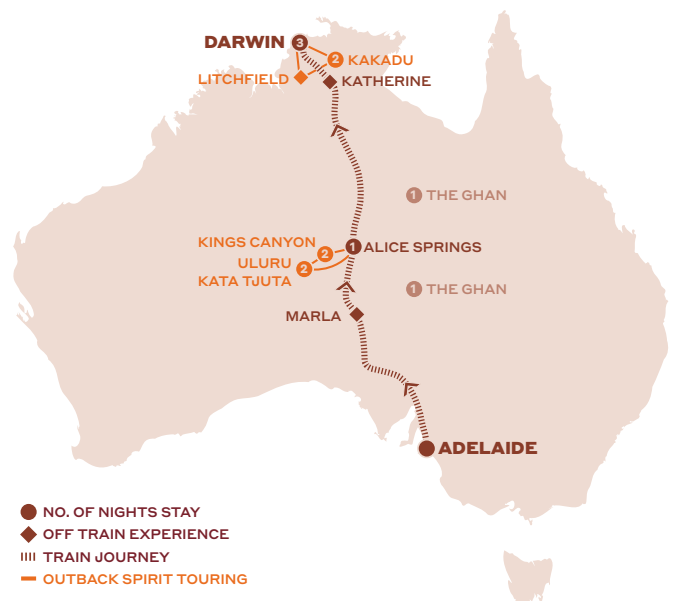 DARWIN 3
2 KAKADU
LITCHFIELD
KATHERINE
1 THE GHAN
KINGS CANYON 2
1 ALICE SPRINGS
ULURU
KATA TJUTA 2
1 THE GHAN
MARLA
ADELAIDE
NO. OF NIGHTS STAY
OFF TRAIN EXPERIENCE
TRAIN JOURNEY
OUTBACK SPIRIT TOURING